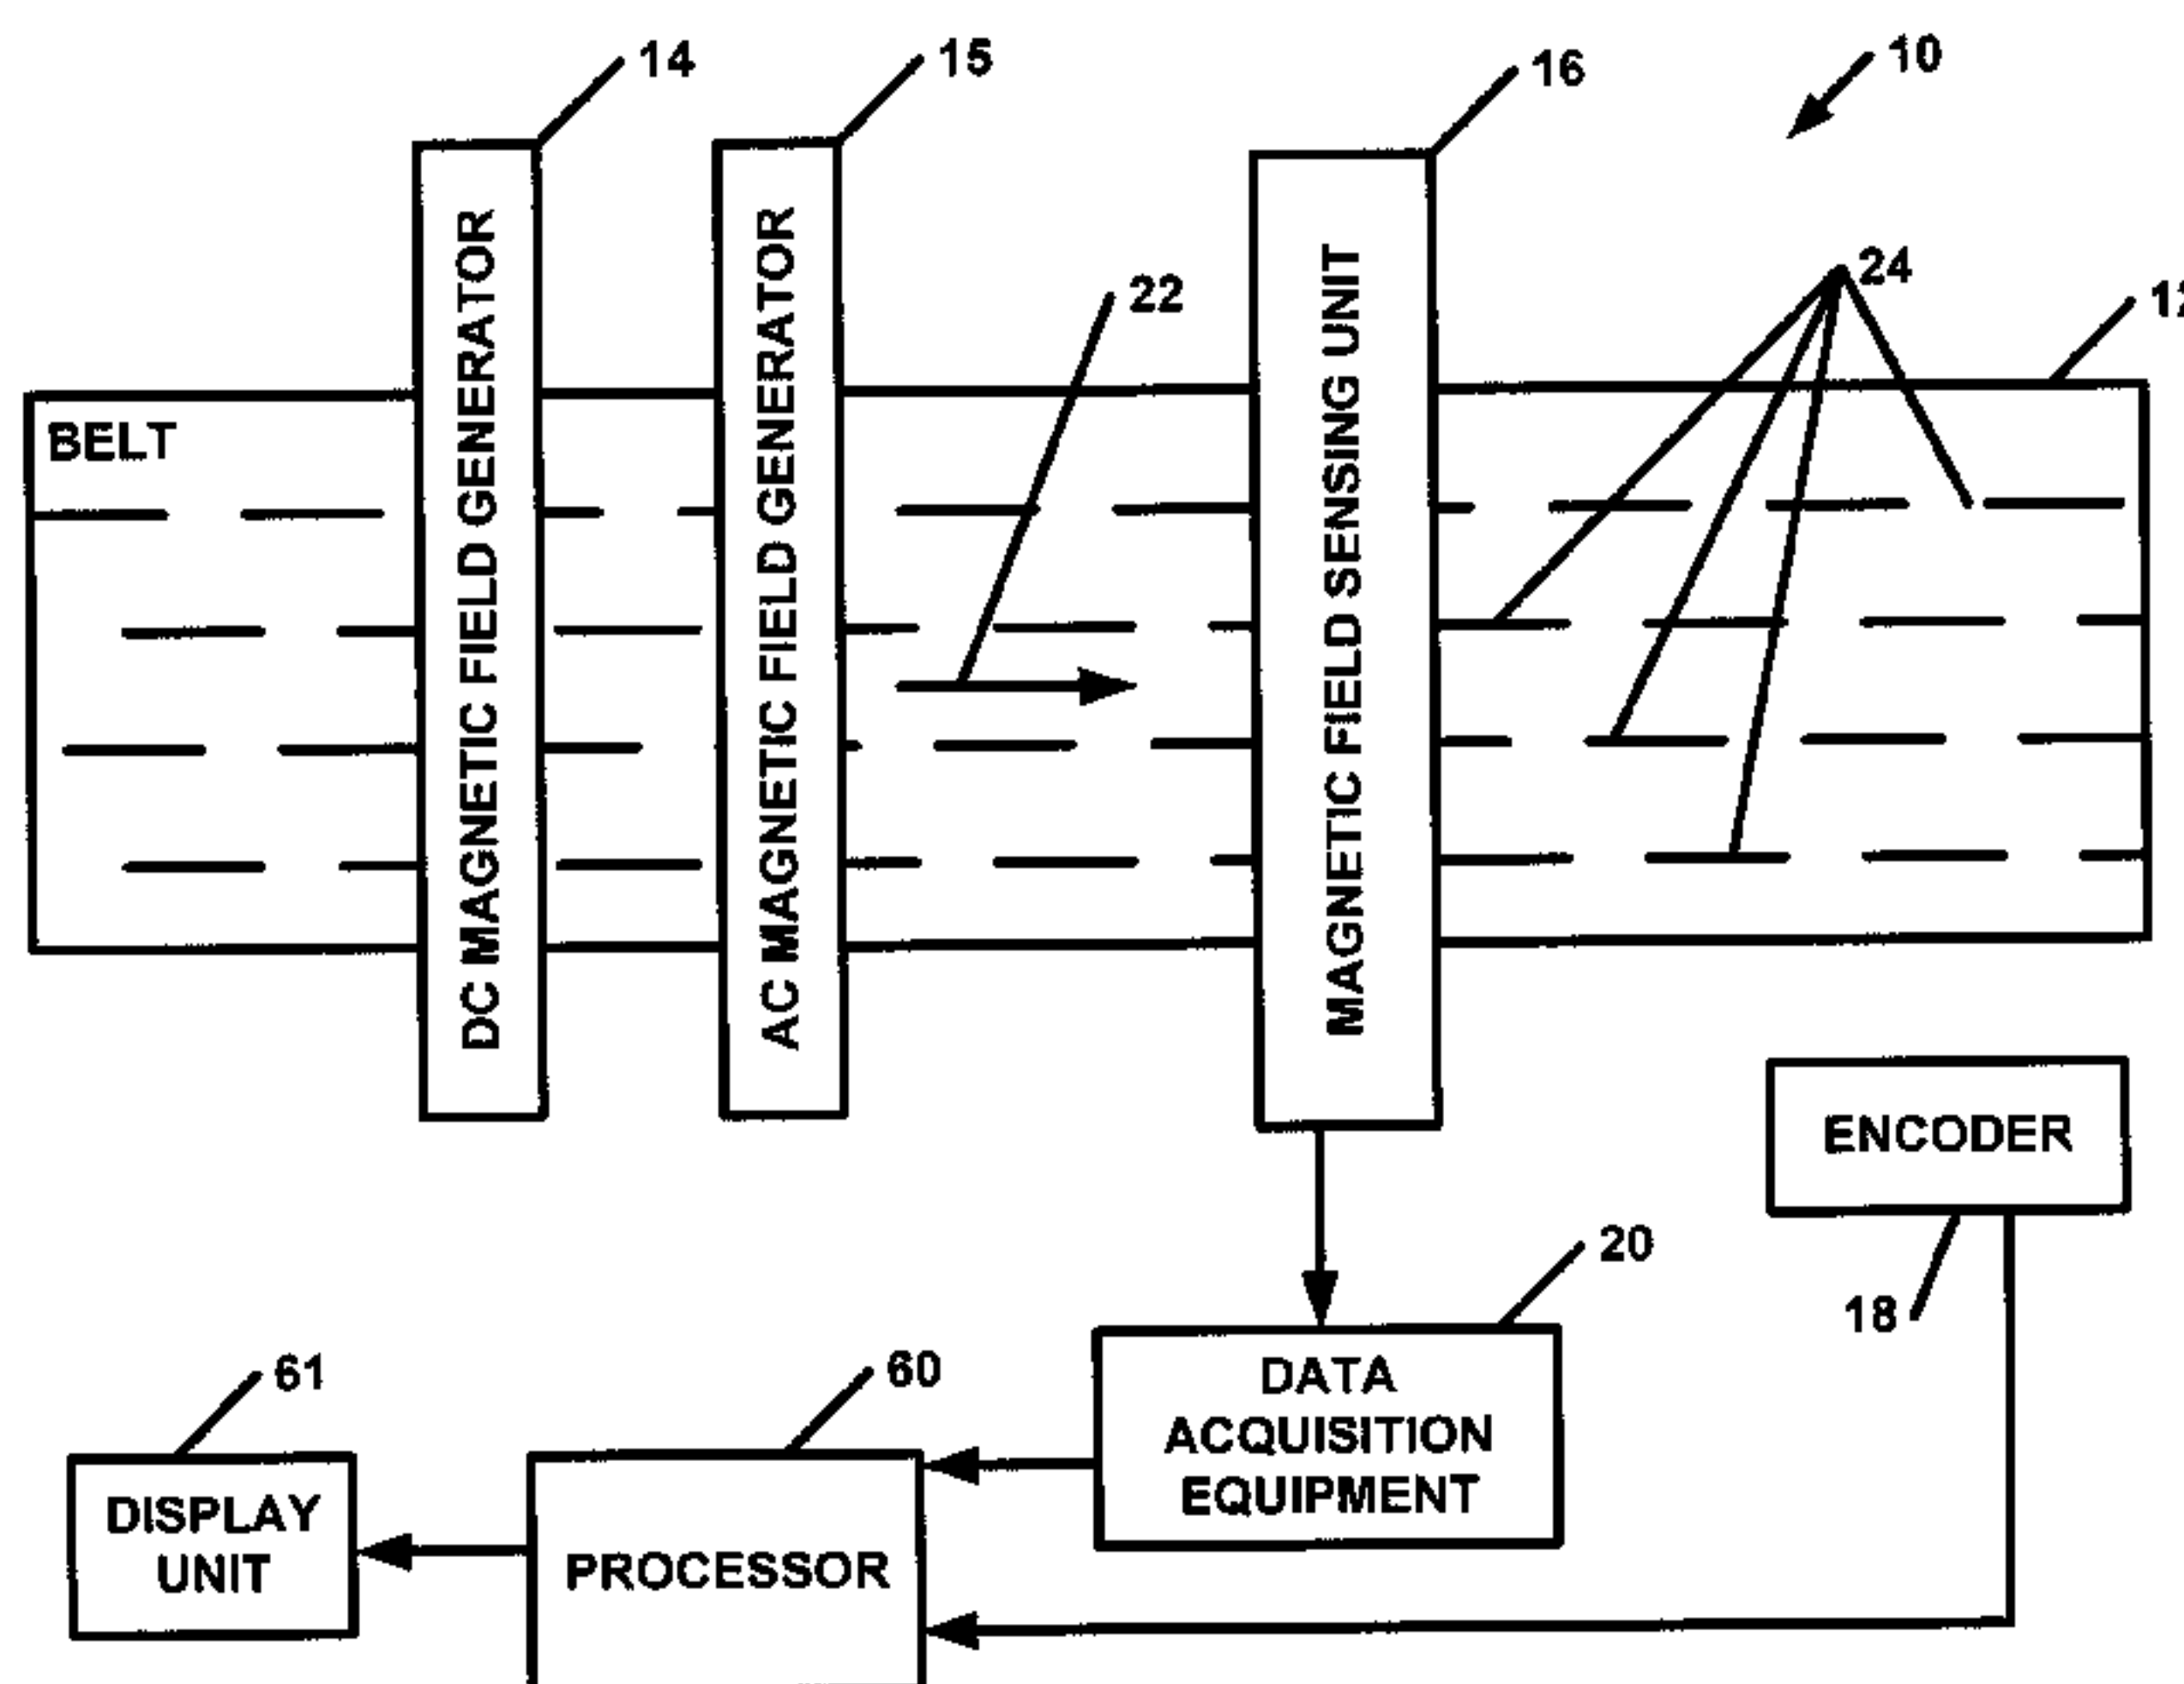 14
15
16
10
24
12
22
BELT
DC MAGNETIC FIELD GENERATOR
AC MAGNETIC FIELD GENERATOR
MAGNETIC FIELD SENSING UNIT
ENCODER
18
20
DATA
ACQUISITION
EQUIPMENT
60
PROCESSOR
61
DISPLAY
UNIT